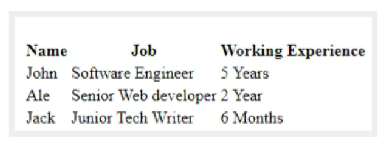 Name Job Working Experience
John Software Engineer 5 Years
Ale Senior Web developer 2 Year
Jack Junior Tech Writer 6 Months